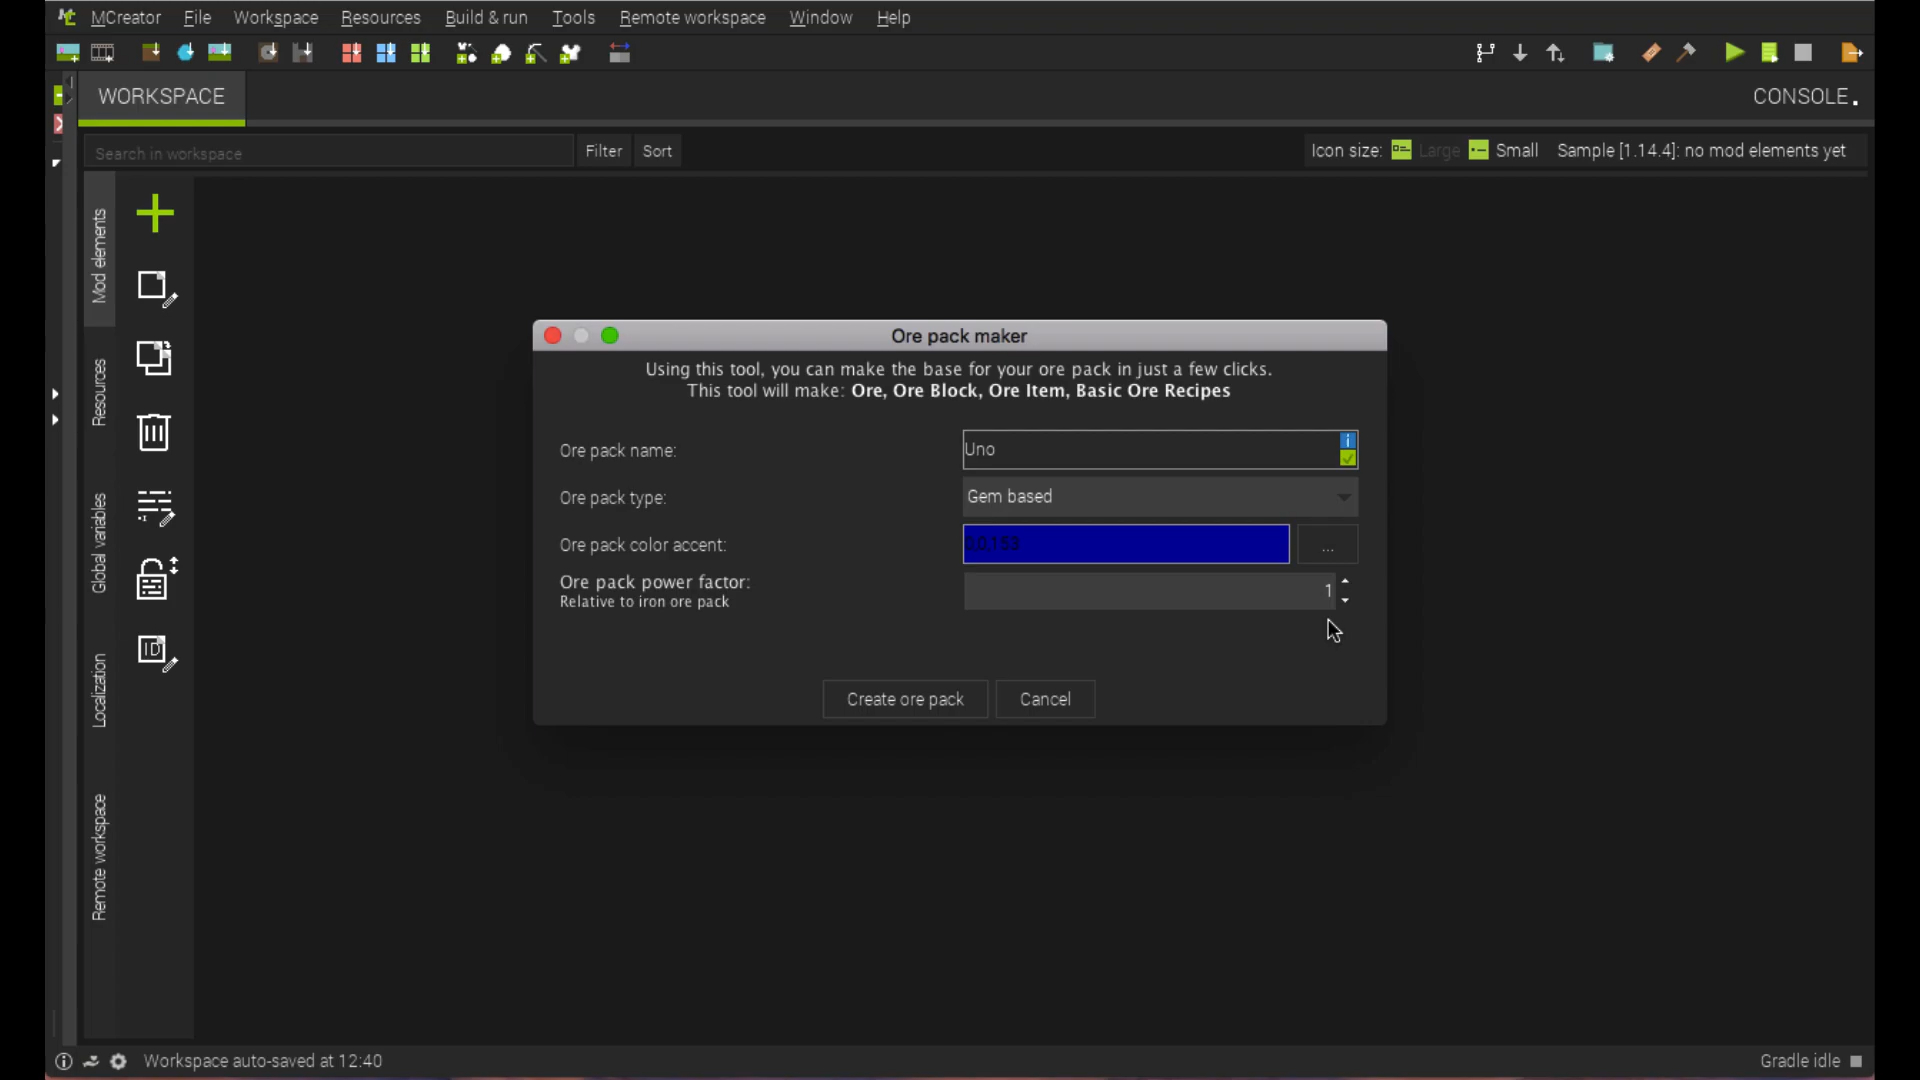 MCreator File Workspace Resources Build & run Tools Remote workspace Window Help
WORKSPACE
CONSOLE.
Search in workspace
Filter
Sort
Icon size: Large Small Sample [1.14.4]: no mod elements yet
Mod elements
Resources
Global variables
Localization
Remote workspace
ID
Ore pack maker
Using this tool, you can make the base for your ore pack in just a few clicks.
This tool will make: Ore, Ore Block, Ore Item, Basic Ore Recipes
Ore pack name: Uno
Ore pack type: Gem based
Ore pack color accent: 0,0,153 ...
Ore pack power factor: 1
Relative to iron ore pack
Create ore pack Cancel
Workspace auto-saved at 12:40
Gradle idle